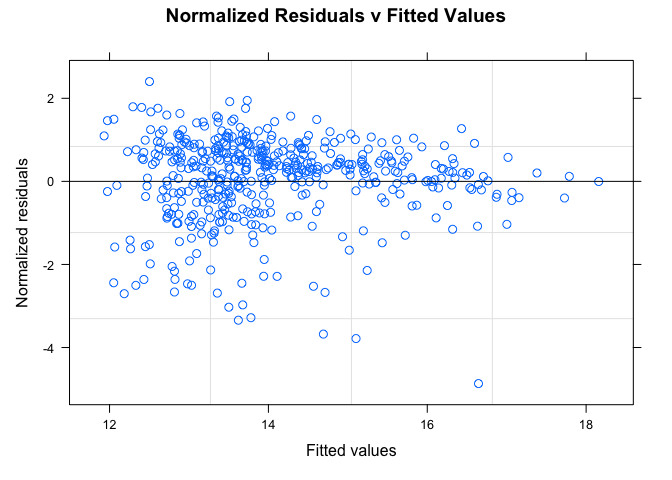 Normalized Residuals v Fitted Values
2
0
-2
-4
Normalized residuals
12 14 16 18
Fitted values